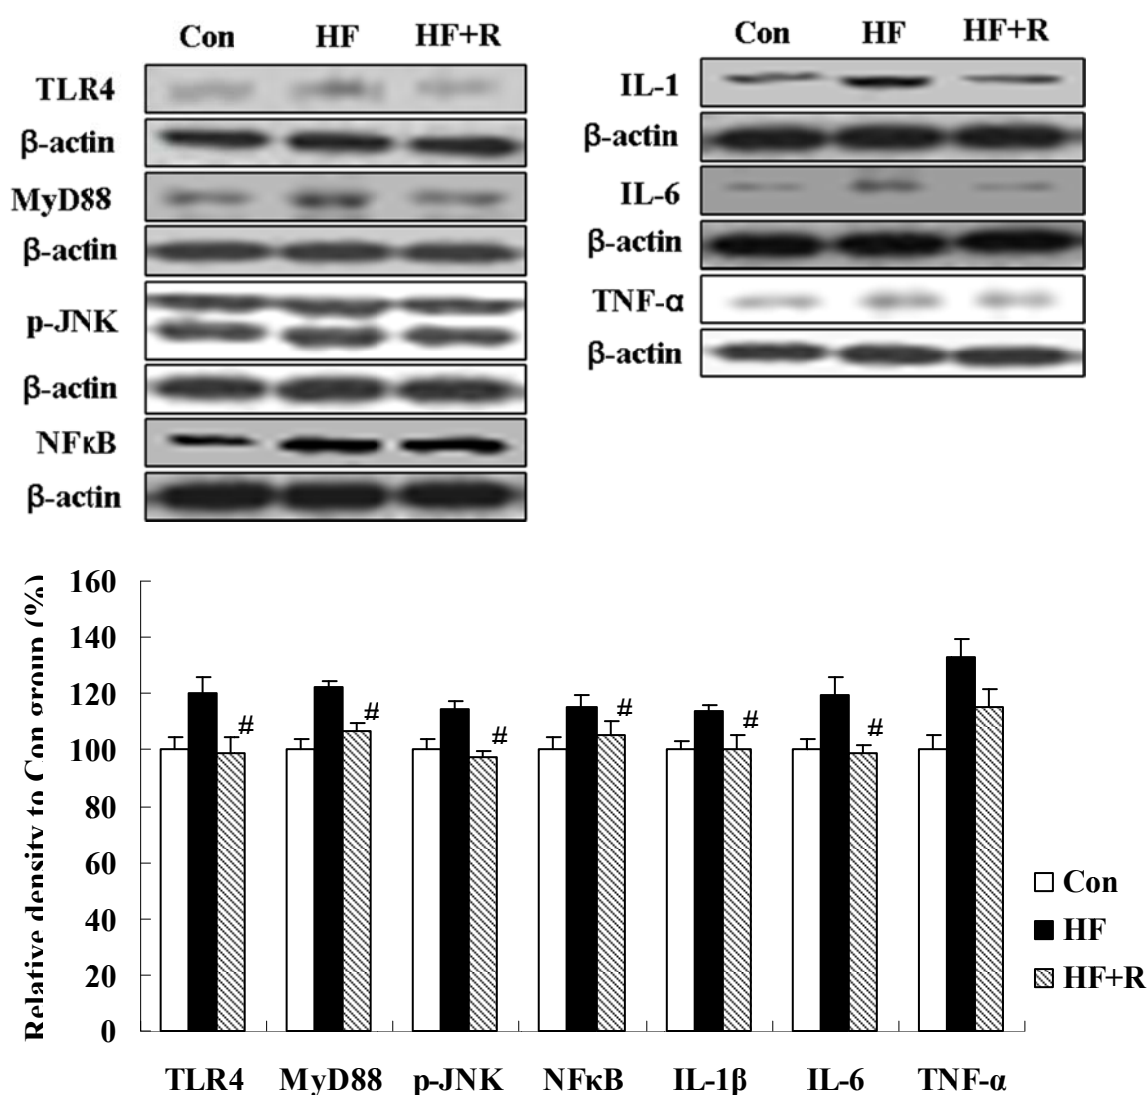 Con HF HF+R
TLR4
β-actin
MyD88
β-actin
p-JNK
β-actin
NFκB
β-actin
Con HF HF+R
IL-1
β-actin
IL-6
β-actin
TNF-α
β-actin
Relative density to Con group (%)
160
140
120
100
80
60
40
20
0
# # # # # #
TLR4 MyD88 p-JNK NFκB IL-1β IL-6 TNF-α
Con
HF
HF+R